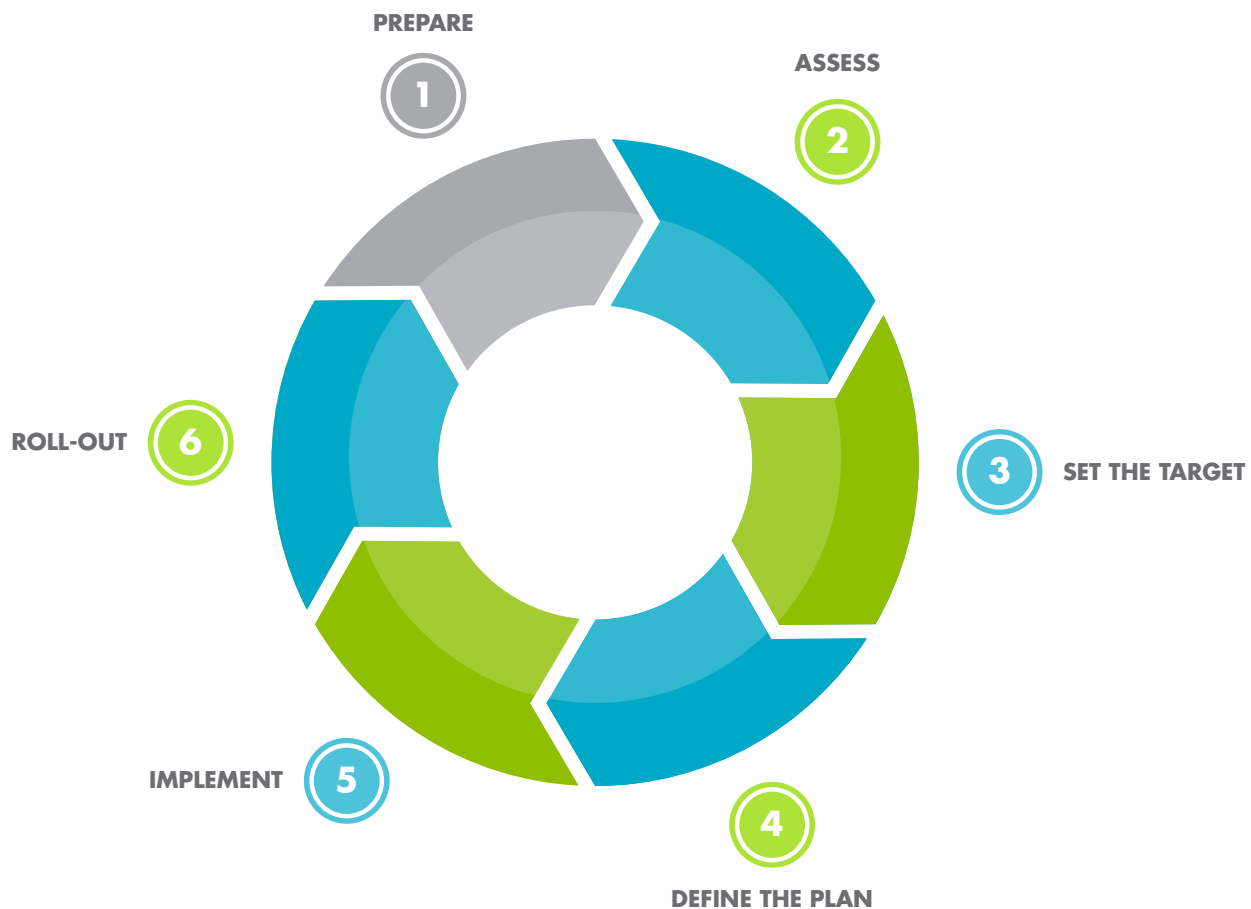 PREPARE
1
ASSESS
2
3
SET THE TARGET
4
DEFINE THE PLAN
5
IMPLEMENT
6
ROLL-OUT